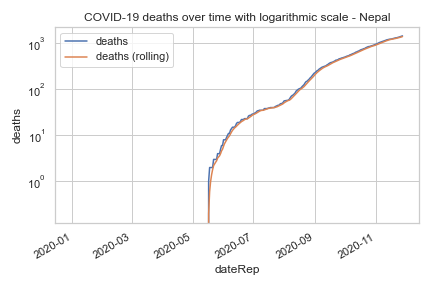 COVID-19 deaths over time with logarithmic scale - Nepal
deaths
deaths (rolling)
10³
10²
10¹
10⁰
deaths
2020-01
2020-03
2020-05
2020-07
2020-09
2020-11
dateRep